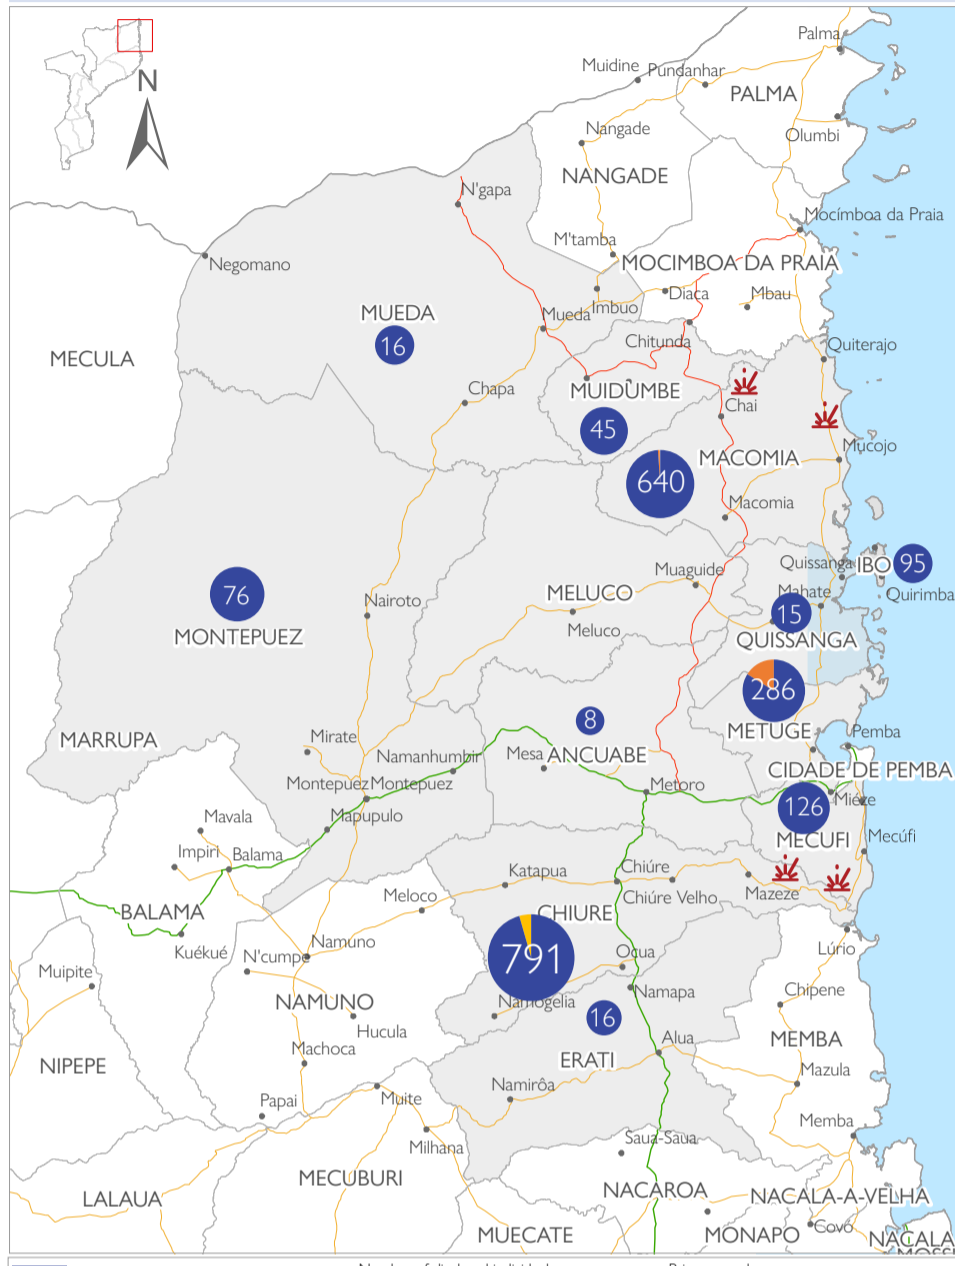 Palma
Muidine
Pundanhar
PALMA
N
Nangade
Olumbi
NANGADE
N'gapa
Mocímboa da Praia
M'tamba
Negomano
MOCIMBOA DA PRAIA
Diaca
Mbau
Imbuo
MUEDA
Mueda
16
Chitunda
Quiterajo
MECULA
Chapa
MUIDUMBE
Chai
45
Mucojo
MACOMIA
640
Macomia
Quissanga
IBO
95
Muaguide
76
MELUCO
Mahate
Quirimba
Nairoto
15
Meluco
MONTEPUEZ
QUISSANGA
286
8
MARRUPA
Mirate
METUGE
Pemba
Namanhumbir
Mesa
ANCUABE
CIDADE DE PEMBA
Montepuez
Montepuez
Metoro
Miéze
126
Mavala
Mapupulo
MECUFI
Mecúfi
Impiri
Balama
Katapua
Chiúre
Meloco
Chiúre Velho
Mazeze
BALAMA
CHIURE
Kuékué
Namuno
Lúrio
N'cumpe
791
Ocua
Muipite
Namapa
Chipene
NAMUNO
Namogelia
16
Hucula
Alua
MEMBA
Machoca
ERATI
NIPEPE
Mazula
Namirôa
Papai
Muite
Memba
Milhana
Saua-Saua
MECUBURI
LALAUA
NACAROA
NACALA-A-VELHA
MUECATE
MONAPO
Covó
NACALA